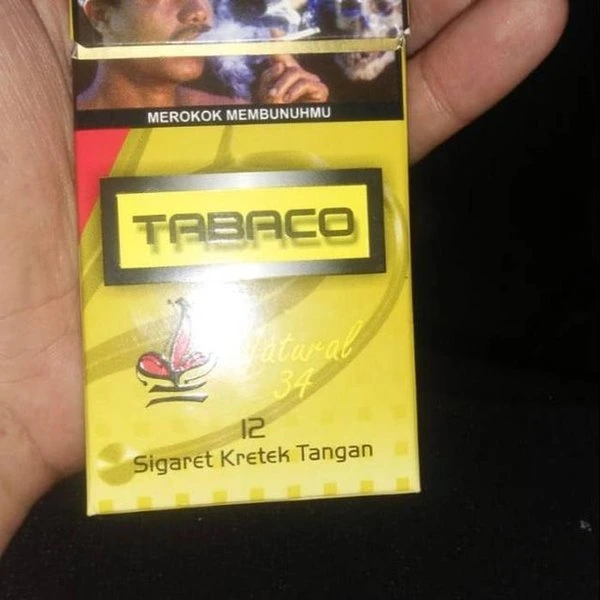 MEROKOK MEMBUNUHMU
TABACO
Natural
34
12
Sigaret Kretek Tangan